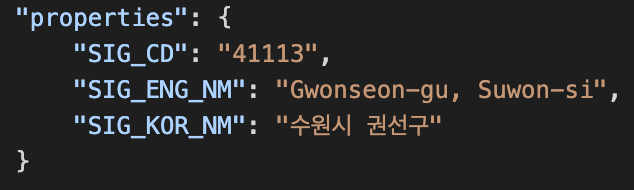 "properties": {
"SIG_CD": "41113",
"SIG_ENG_NM": "Gwonseon-gu, Suwon-si",
"SIG_KOR_NM": "수원시 권선구"
}